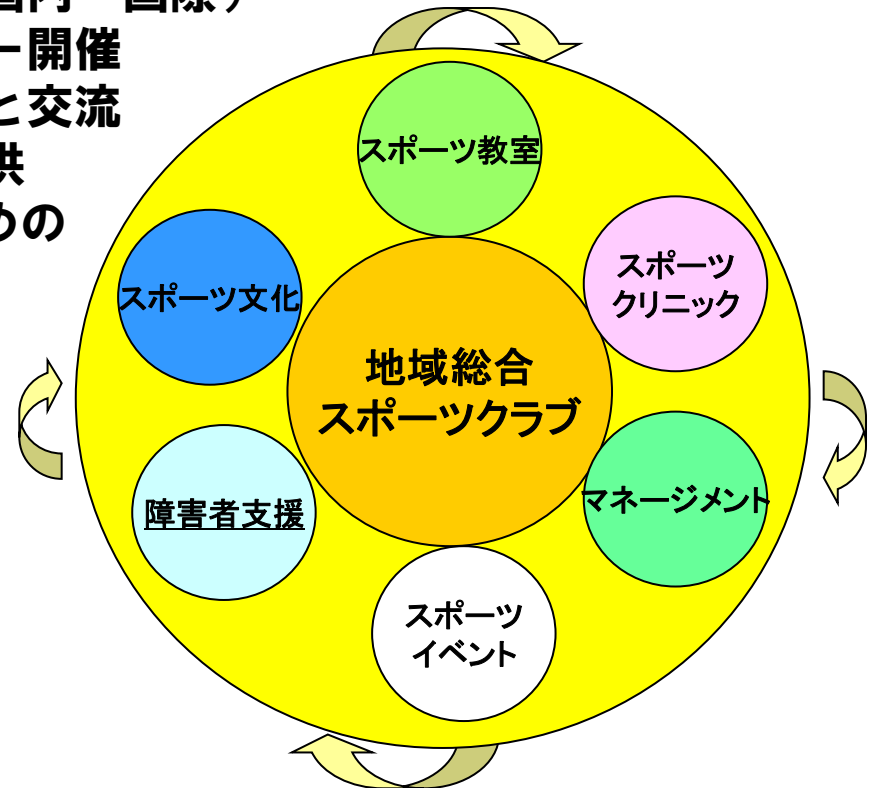 ー開催
と交流
供
めの
スポーツ教室
スポーツ文化
スポーツ
クリニック
地域総合
スポーツクラブ
障害者支援
マネージメント
スポーツ
イベント